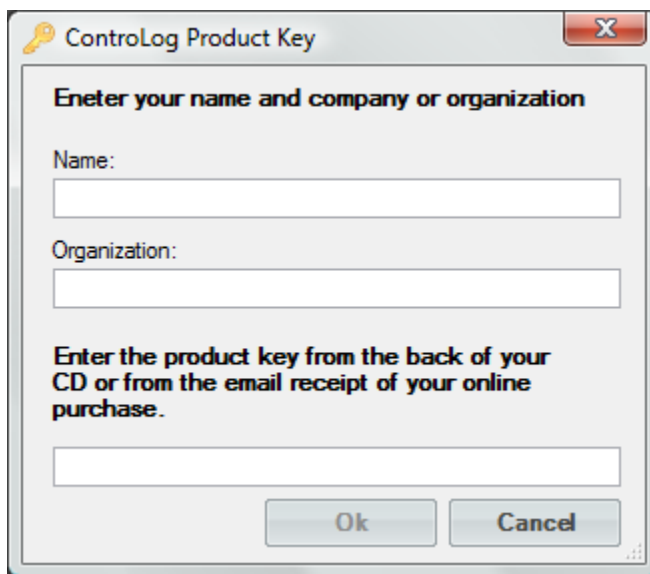 ControLog Product Key
Eneter your name and company or organization
Name:
Organization:
Enter the product key from the back of your
CD or from the email receipt of your online
purchase.
Ok
Cancel